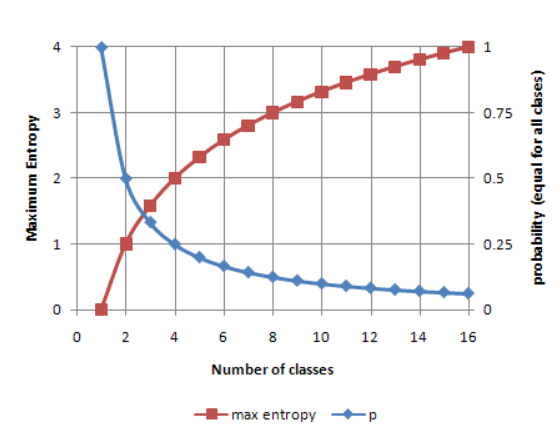 4
3
2
1
0
Maximum Entropy
1
0.75
0.5
0.25
0
probability (equal for all clases)
0 2 4 6 8 10 12 14 16
Number of classes
max entropy p